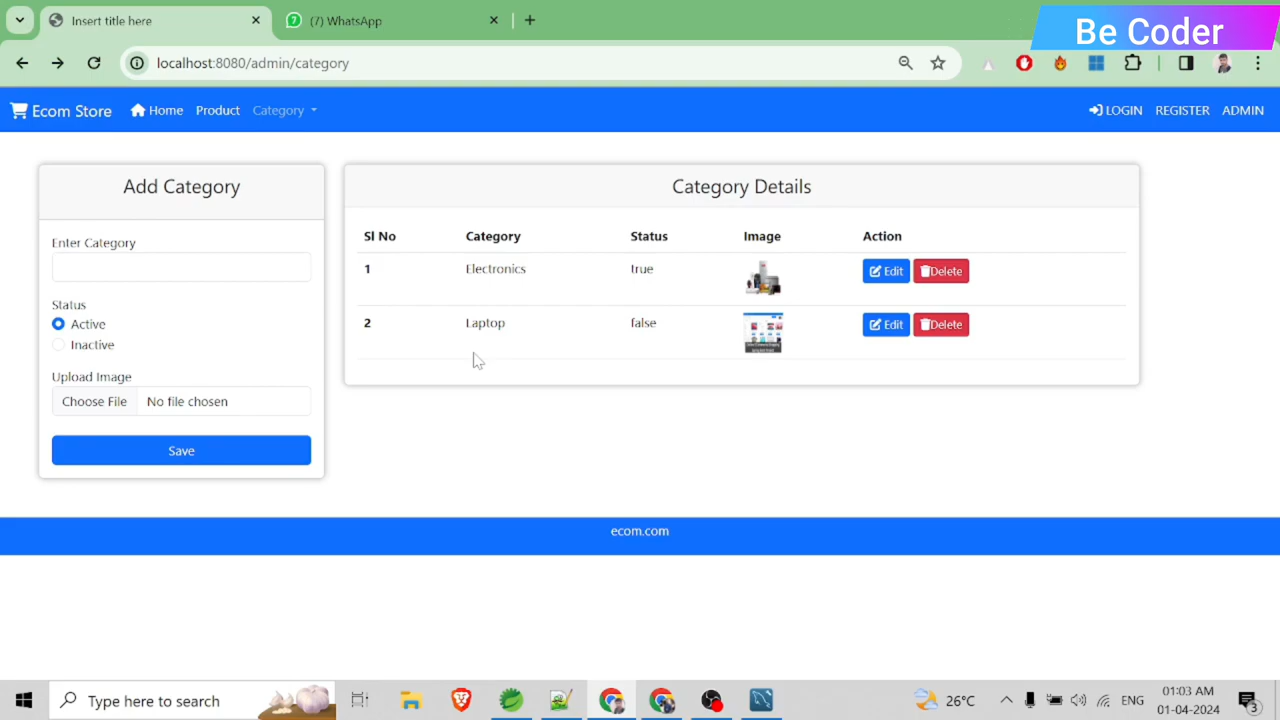 Insert title here
(7) WhatsApp
Be Coder
localhost:8080/admin/category
Ecom Store
Home
Product
Category
LOGIN
REGISTER
ADMIN
Add Category
Enter Category
Status
Active
Inactive
Upload Image
Choose File No file chosen
Save
Category Details
Sl No Category Status Image Action
1 Electronics true Edit Delete
2 Laptop false Edit Delete
ecom.com
Type here to search
26°C
ENG
01:03 AM
01-04-2024
3